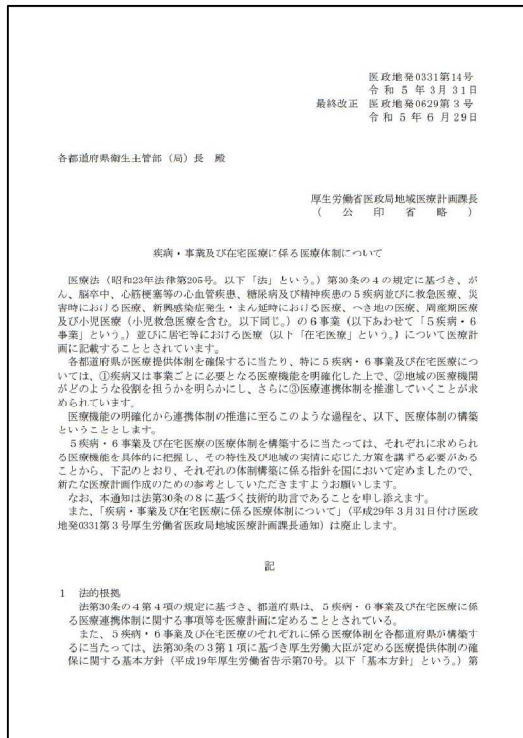 医政地発0331第14号
令和5年3月31日
最終改正 医政地発0629第3号
令和5年6月29日
各都道府県衛生主管部（局）長 殿
厚生労働省医政局地域医療計画課長
（公印省略）
疾病・事業及び在宅医療に係る医療体制について
医療法（昭和23年法律第205号。以下「法」という。）第30条の4の規定に基づき、が
ん、脳卒中、心筋梗塞等の心血管疾患、糖尿病及び精神疾患の5疾病並びに救急医療、災
害時における医療、新興感染症発生・まん延時における医療、へき地の医療、周産期医療
及び小児医療（小児救急医療を含む。以下同じ。）の6事業（以下あわせて「5疾病・6
事業」という。）並びに居宅等における医療（以下「在宅医療」という。）について医療計
画に記載することとされています。
各都道府県が医療提供体制を確保するに当たり、特に5疾病・6事業及び在宅医療につ
いては、①疾病又は事業ごとに必要となる医療機能を明確化した上で、②地域の医療機関
がどのような役割を担うかを明らかにし、さらに③医療連携体制を推進していくことが求
められています。
医療機能の明確化から連携体制の推進に至るこのような過程を、以下、医療体制の構築
ということとします。
5疾病・6事業及び在宅医療の医療体制を構築するに当たっては、それぞれに求められ
る医療機能を具体的に把握し、その特性及び地域の実情に応じた方策を講ずる必要がある
ことから、下記のとおり、それぞれの体制構築に係る指針を国において定めましたので、
新たな医療計画作成のための参考としていただきますようお願いします。
なお、本通知は法第30条の8に基づく技術的助言であることを申し添えます。
また、「疾病・事業及び在宅医療に係る医療体制について」（平成29年3月31日付け医政
地発0331第3号厚生労働省医政局地域医療計画課長通知）は廃止します。
記
1 法的根拠
法第30条の4第4項の規定に基づき、都道府県は、5疾病・6事業及び在宅医療に係
る医療連携体制に関する事項等を医療計画に定めることとされている。
また、5疾病・6事業及び在宅医療のそれぞれに係る医療体制を各都道府県が構築す
るに当たっては、法第30条の3第1項に基づき厚生労働大臣が定める医療提供体制の確
保に関する基本方針（平成19年厚生労働省告示第70号。以下「基本方針」という。）第